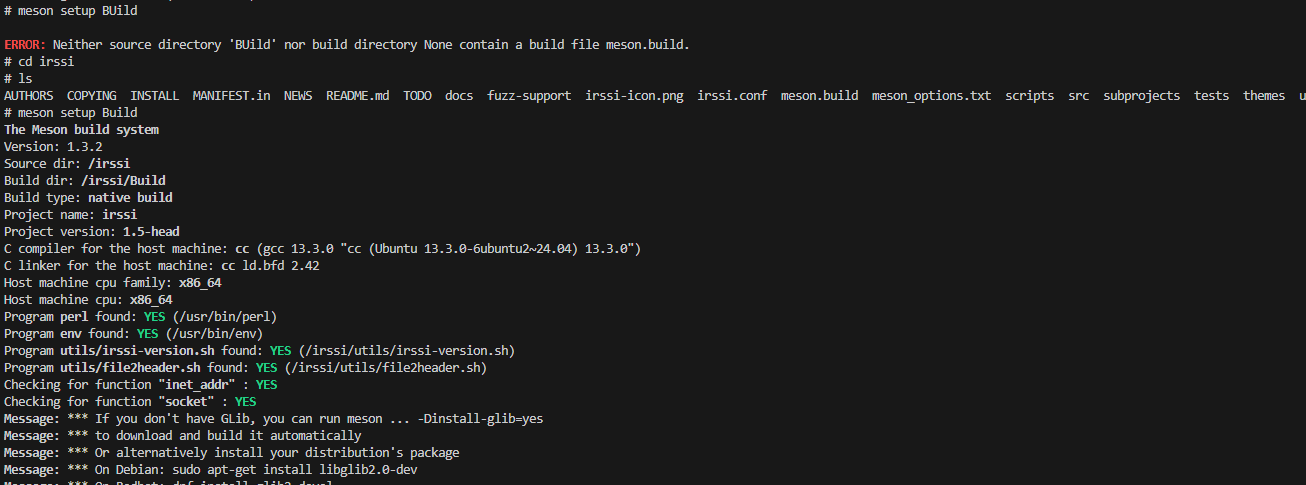 # meson setup BUild
ERROR: Neither source directory 'BUild' nor build directory None contain a build file meson.build.
# cd irssi
# ls
AUTHORS COPYING INSTALL MANIFEST.in NEWS README.md TODO docs fuzz-support irssi-icon.png irssi.conf meson.build meson_options.txt scripts src subprojects tests themes u
# meson setup Build
The Meson build system
Version: 1.3.2
Source dir: /irssi
Build dir: /irssi/Build
Build type: native build
Project name: irssi
Project version: 1.5-head
C compiler for the host machine: cc (gcc 13.3.0 "cc (Ubuntu 13.3.0-6ubuntu2~24.04) 13.3.0")
C linker for the host machine: cc ld.bfd 2.42
Host machine cpu family: x86_64
Host machine cpu: x86_64
Program perl found: YES (/usr/bin/perl)
Program env found: YES (/usr/bin/env)
Program utils/irssi-version.sh found: YES (/irssi/utils/irssi-version.sh)
Program utils/file2header.sh found: YES (/irssi/utils/file2header.sh)
Checking for function "inet_addr" : YES
Checking for function "socket" : YES
Message: *** If you don't have GLib, you can run meson ... -Dinstall-glib=yes
Message: *** to download and build it automatically
Message: *** Or alternatively install your distribution's package
Message: *** On Debian: sudo apt-get install libglib2.0-dev
Message: *** On Redhat: dnf install glib2-devel